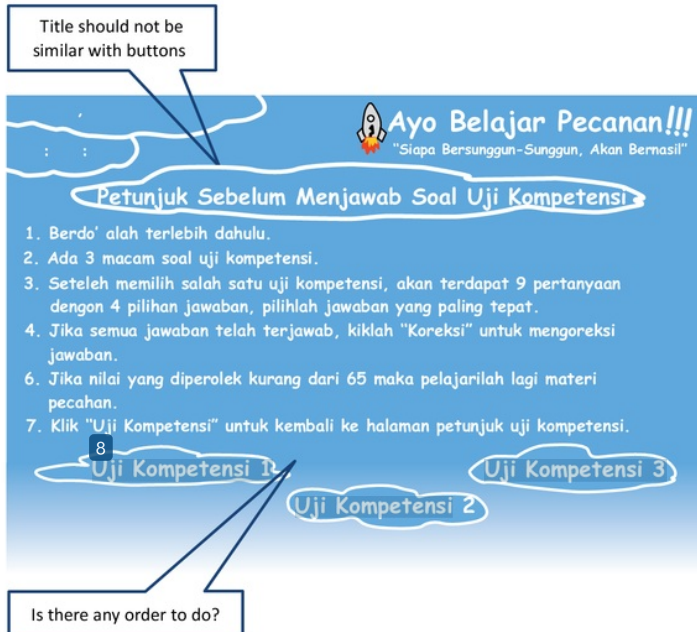 Title should not be
similar with buttons
Ayo Belajar Pecanan!!!
"Siapa Bersunggun-Sunggun, Akan Bernasil"
Petunjuk Sebelum Menjawab Soal Uji Kompetensi
1. Berdo' alah terlebih dahulu.
2. Ada 3 macam soal uji kompetensi.
3. Seteleh memilih salah satu uji kompetensi, akan terdapat 9 pertanyaan
dengon 4 pilihan jawaban, pilihlah jawaban yang paling tepat.
4. Jika semua jawaban telah terjawab, kiklah "Koreksi" untuk mengoreksi
jawaban.
6. Jika nilai yang diperolek kurang dari 65 maka pelajarilah lagi materi
pecahan.
7. Klik "Uji Kompetensi" untuk kembali ke halaman petunjuk uji kompetensi.
8
Uji Kompetensi 1
Uji Kompetensi 3
Uji Kompetensi 2
Is there any order to do?